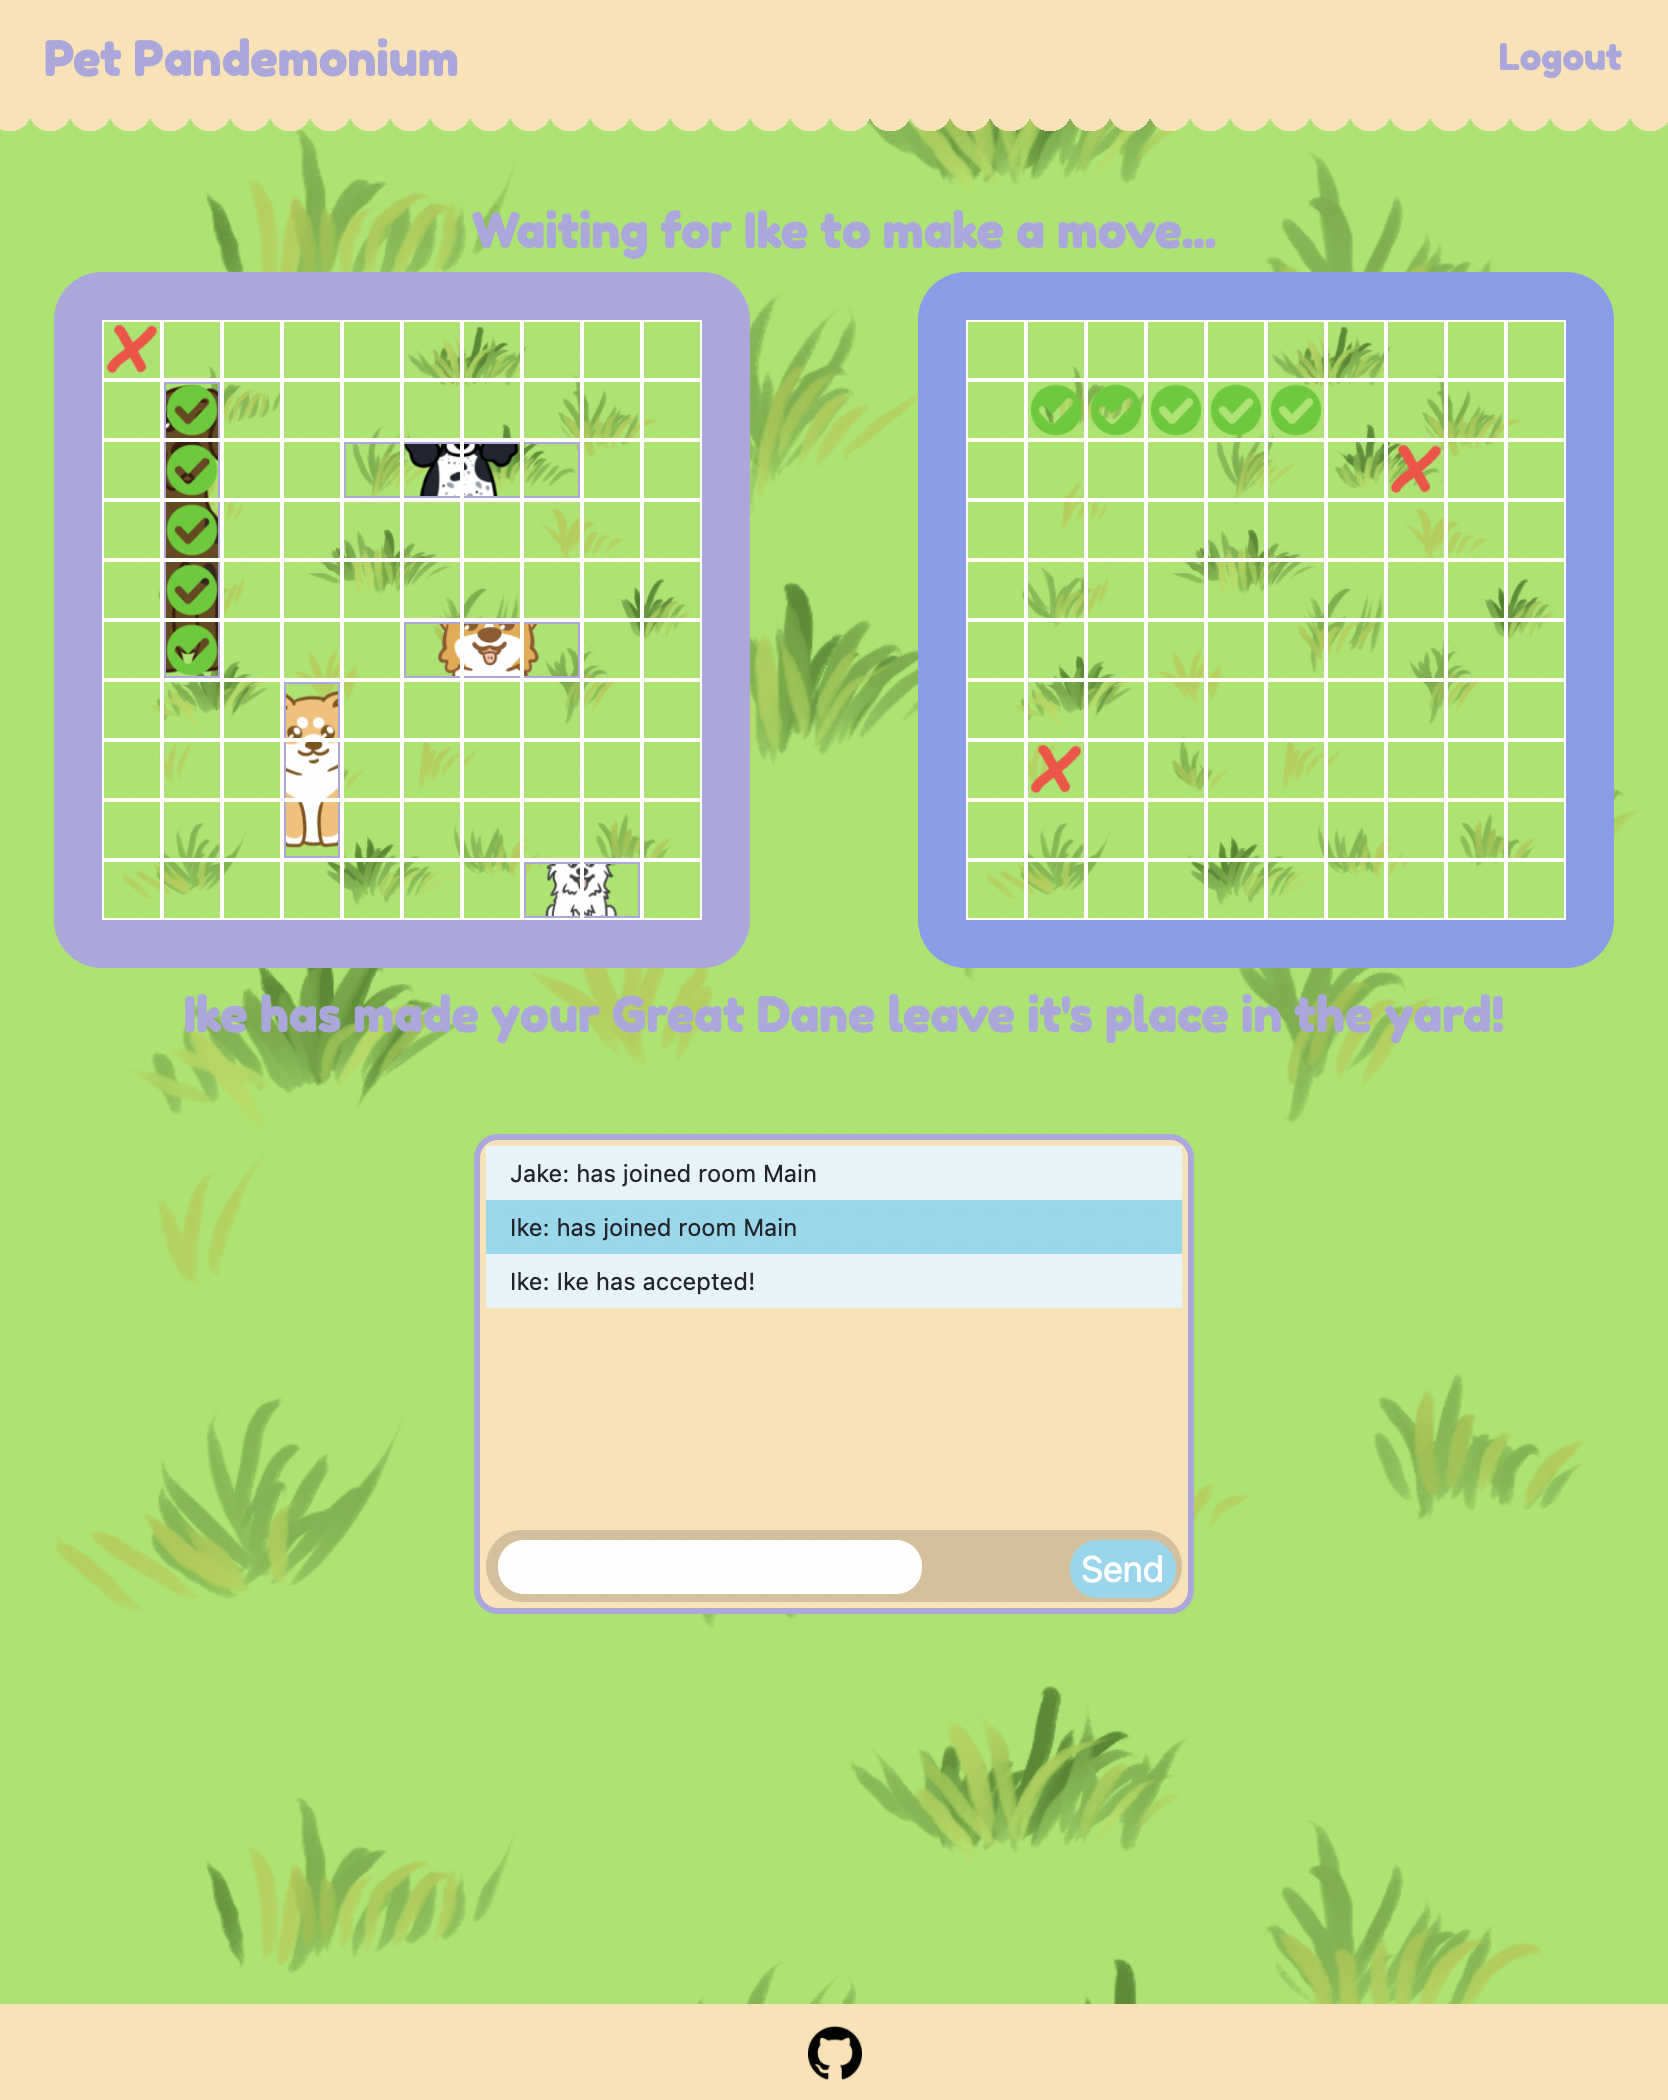 Pet Pandemonium
Logout
Waiting for Ike to make a move...
Ike has made your Great Dane leave it's place in the yard!
Jake: has joined room Main
Ike: has joined room Main
Ike: Ike has accepted!
Send